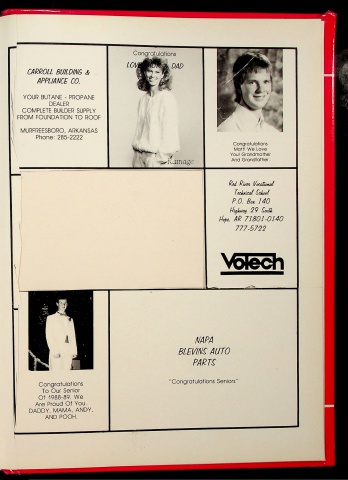 CARROLL BUILDING &
APPLIANCE CO.
YOUR BUTANE - PROPANE
DEALER
COMPLETE BUILDER SUPPLY
FROM FOUNDATION TO ROOF
MURFREESBORO, ARKANSAS
Phone: 285-2222
Congratulations
LOVE, MOM & DAD
Congratulations
Matt! We Love
You Grandmother
And Grandfather
Red River Vocational
Technical School
P.O. Box 140
Highway 29 South
Hope, AR 71801-0140
777-5722
VoTech
Congratulations
To Our Senior
Of 1988-89. We
Are Proud Of You
DADDY, MAMA, ANDY,
AND POOH.
NAPA
BLEVINS AUTO
PARTS
"Congratulations Seniors"